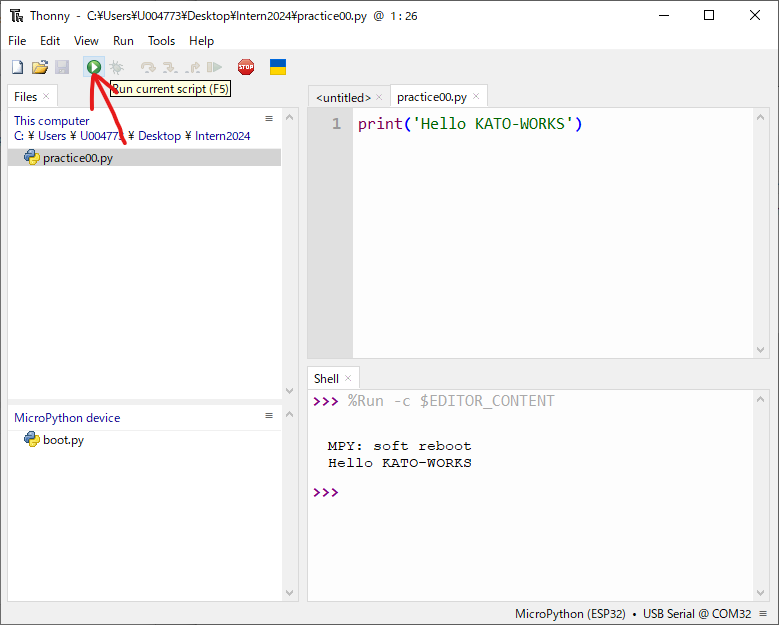 Thonny - C:¥Users¥U004773¥Desktop¥Intern2024¥practice00.py @ 1 : 26
File Edit View Run Tools Help
STOP
Run current script (F5)
Files
<untitled> practice00.py
This computer
C: ¥ Users ¥ U004773 ¥ Desktop ¥ Intern2024
practice00.py
1 print('Hello KATO-WORKS')
Shell
>>> %Run -c $EDITOR_CONTENT
MPY: soft reboot
Hello KATO-WORKS
>>>
MicroPython device
boot.py
MicroPython (ESP32) • USB Serial @ COM32